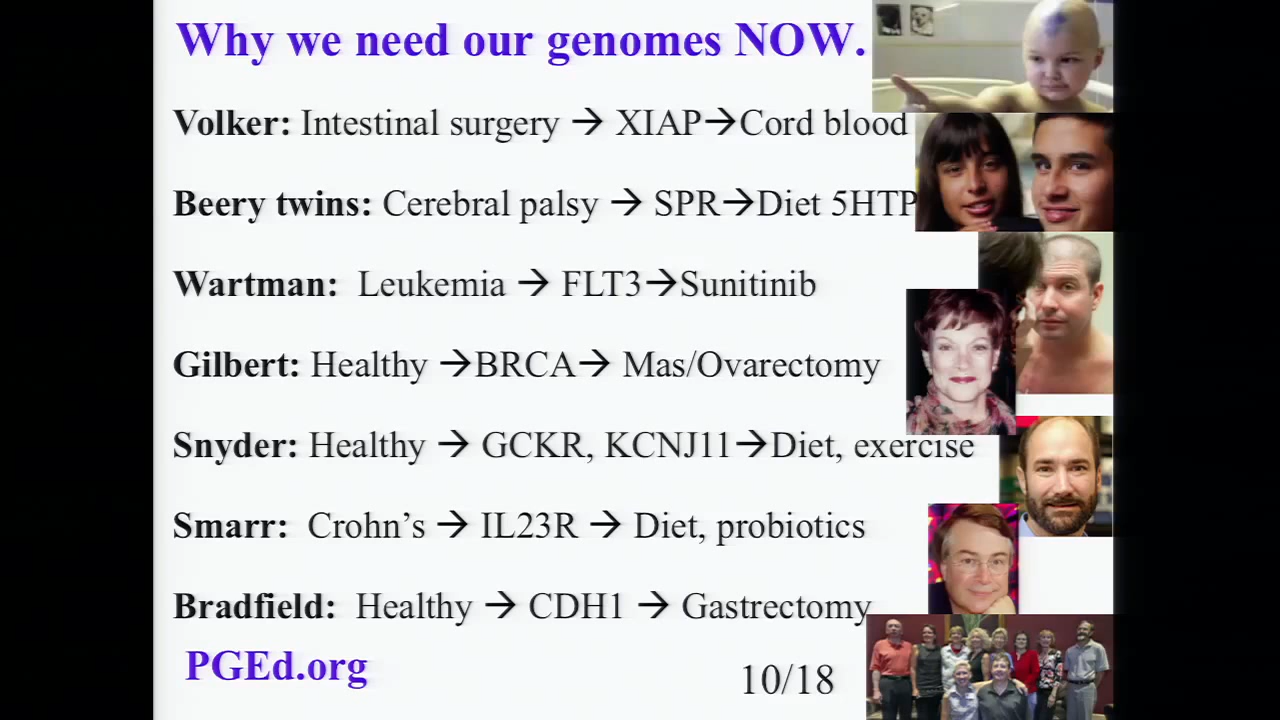 Why we need our genomes NOW.
Volker: Intestinal surgery → XIAP→Cord blood
Beery twins: Cerebral palsy → SPR→Diet 5HTP
Wartman: Leukemia → FLT3→Sunitinib
Gilbert: Healthy →BRCA→ Mas/Ovarectomy
Snyder: Healthy → GCKR, KCNJ11→Diet, exercise
Smarr: Crohn's → IL23R → Diet, probiotics
Bradfield: Healthy → CDH1 → Gastrectomy
PGEd.org
10/18